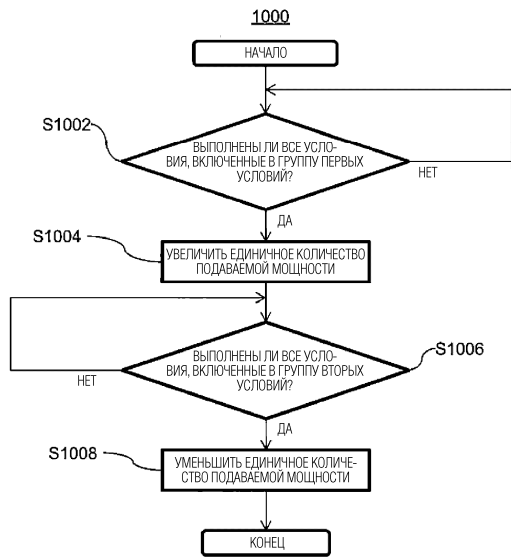 1000
НАЧАЛО
S1002
ВЫПОЛНЕНЫ ЛИ ВСЕ УСЛО-
ВИЯ, ВКЛЮЧЕННЫЕ В ГРУППУ ПЕРВЫХ
УСЛОВИЙ?
НЕТ
ДА
S1004
УВЕЛИЧИТЬ ЕДИНИЧНОЕ КОЛИЧЕСТВО
ПОДАВАЕМОЙ МОЩНОСТИ
S1006
ВЫПОЛНЕНЫ ЛИ ВСЕ УСЛО-
ВИЯ, ВКЛЮЧЕННЫЕ В ГРУППУ ВТОРЫХ
УСЛОВИЙ?
НЕТ
ДА
S1008
УМЕНЬШИТЬ ЕДИНИЧНОЕ КОЛИЧЕ-
СТВО ПОДАВАЕМОЙ МОЩНОСТИ
КОНЕЦ